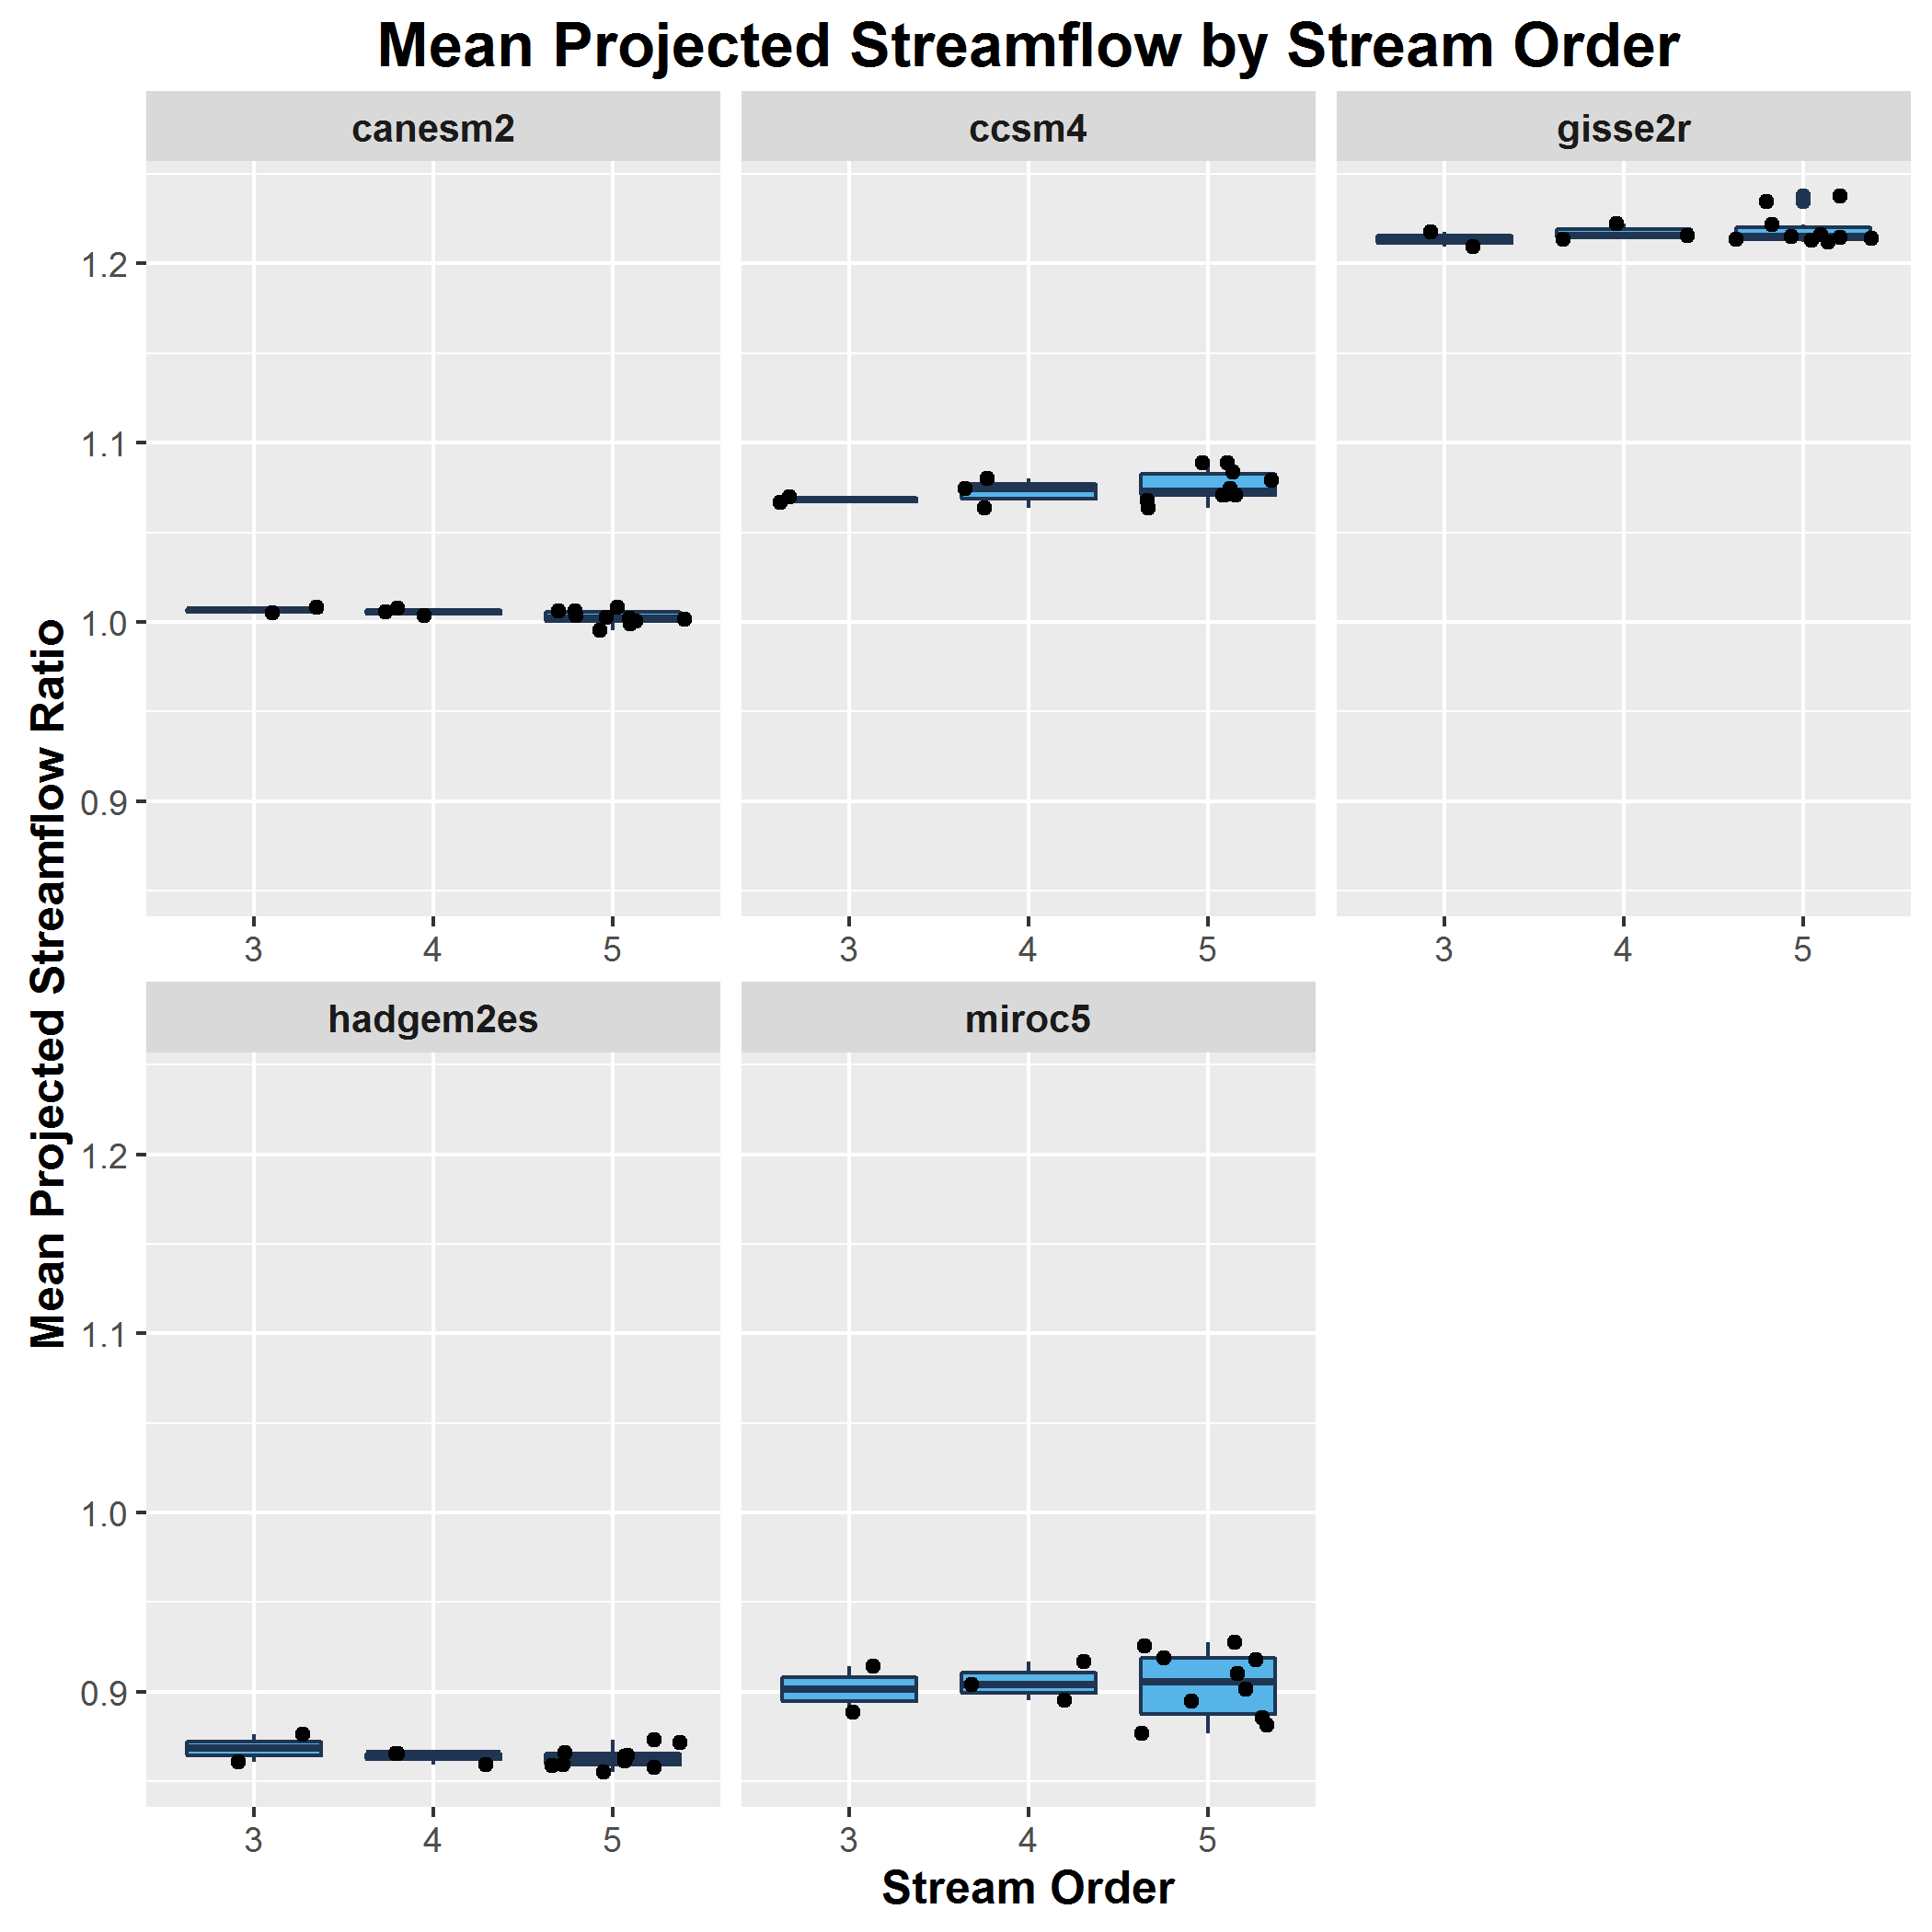 Mean Projected Streamflow by Stream Order
canesm2
ccsm4
gisse2r
Mean Projected Streamflow Ratio
1.2
1.1
1.0
0.9
3 4 5
3 4 5
3 4 5
hadgem2es
miroc5
1.2
1.1
1.0
0.9
3 4 5
3 4 5
Stream Order